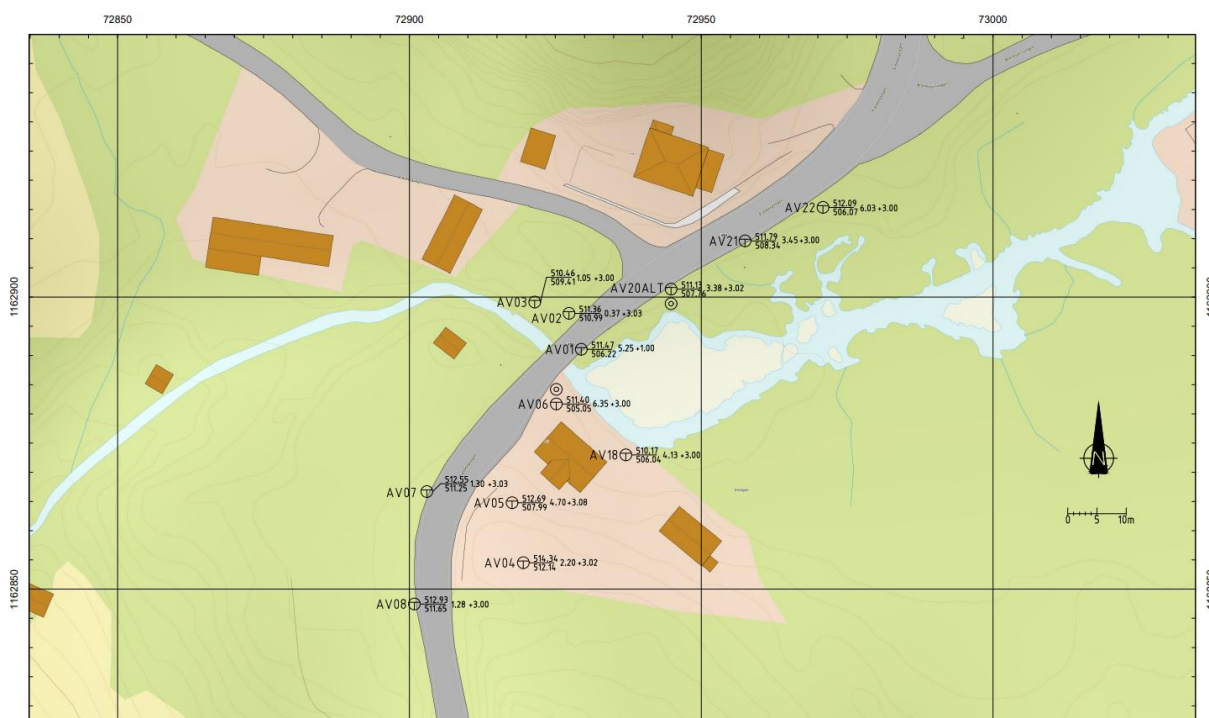 72850 72900 72950 73000
AV22 512.09 6.03 +3.00
506.07
AV21 511.79 3.45 +3.00
508.34
510.46 1.05 +3.00
509.41
AV20ALT 511.13 3.38 +3.02
507.76
1162900
AV03
AV02 511.36 0.37 +3.03
510.99
AV01 511.47 5.25 +1.00
506.22
AV06 511.40 6.35 +3.00
505.05
AV18 510.17 4.13 +3.00
506.04
N
AV07 512.55 1.30 +3.03
511.25
AV05 512.69 4.70 +3.08
507.99
0 5 10m
AV04 514.34 2.20 +3.02
512.14
1162850
AV08 512.93 1.28 +3.00
511.65